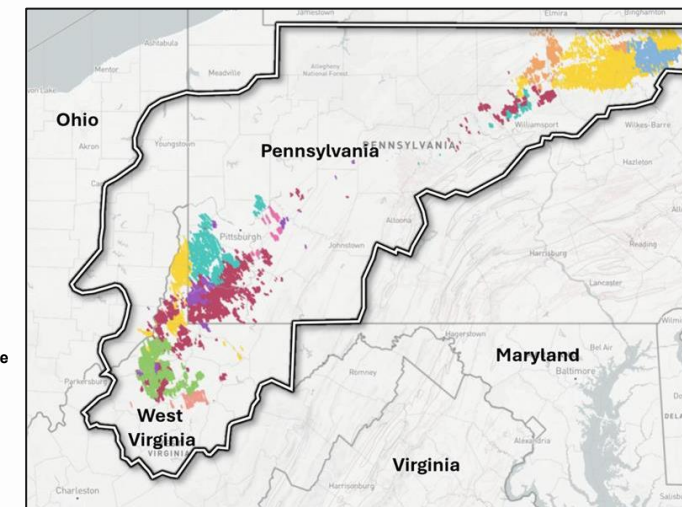 Jamestown
Elmira
Binghamton
Ashtabula
Mentor
Meadville
Allegheny
National Forest
Ohio
Akron
Youngstown
Pennsylvania
PENNSYLVANIA
Williamsport
Wilkes-Barre
Hazleton
Altoona
Pittsburgh
Johnstown
Harrisburg
Reading
Lancaster
Hagerstown
Maryland
Bel Air
Baltimore
e
Parkersburg
Romney
West
Virginia
VIRGINIA
Virginia
Alexandria
Harrisonburg
Charleston